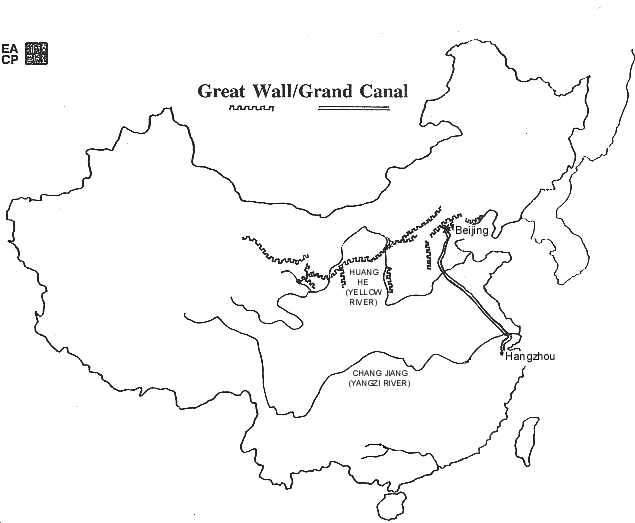 EA
CP
Great Wall/Grand Canal
Beijing
HUANG
HE
(YELLOW
RIVER)
Hangzhou
CHANG JIANG
(YANGZI RIVER)